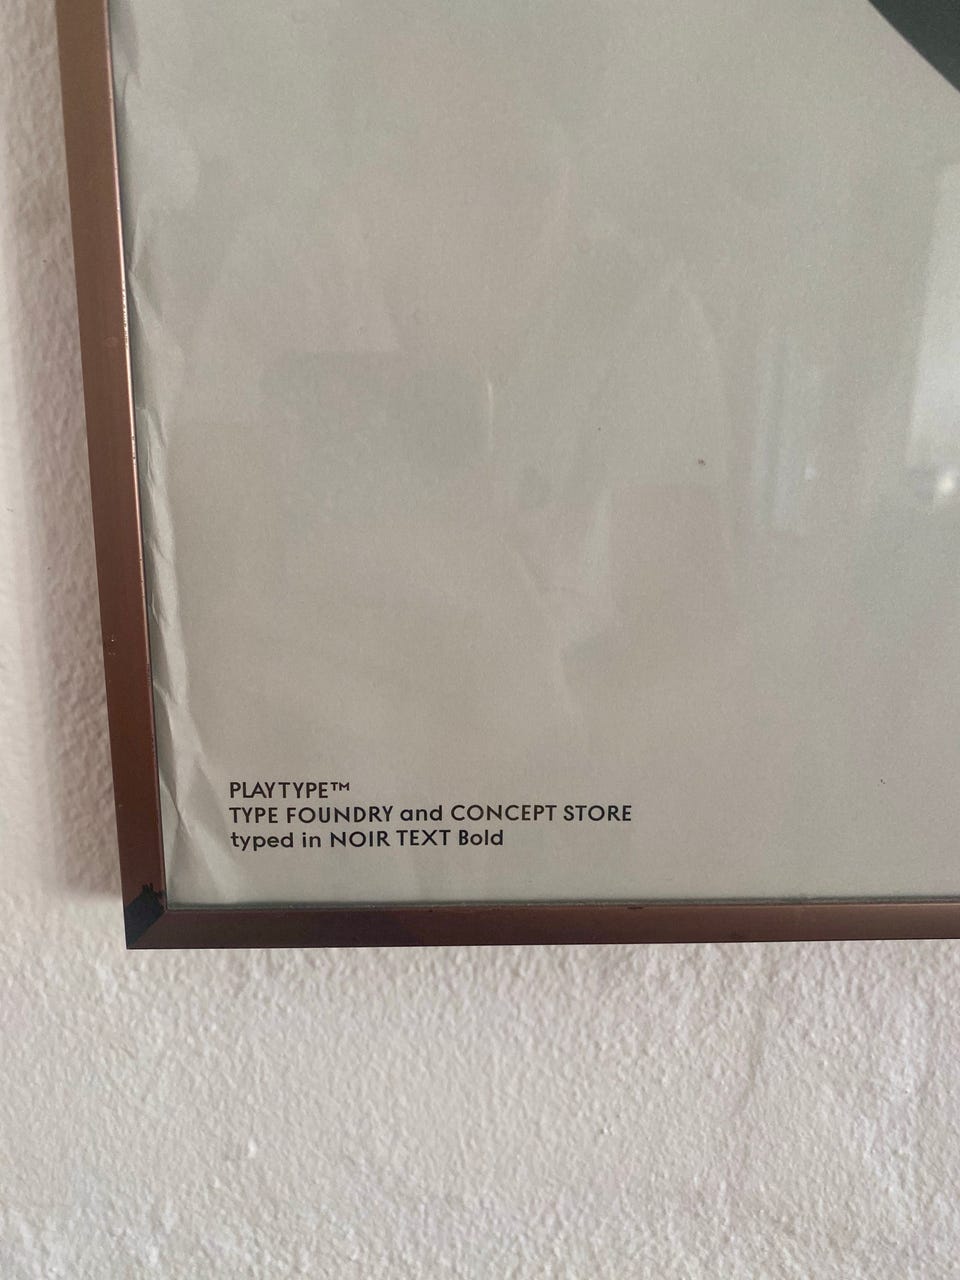 PLAYTYPE™
TYPE FOUNDRY and CONCEPT STORE
typed in NOIR TEXT Bold